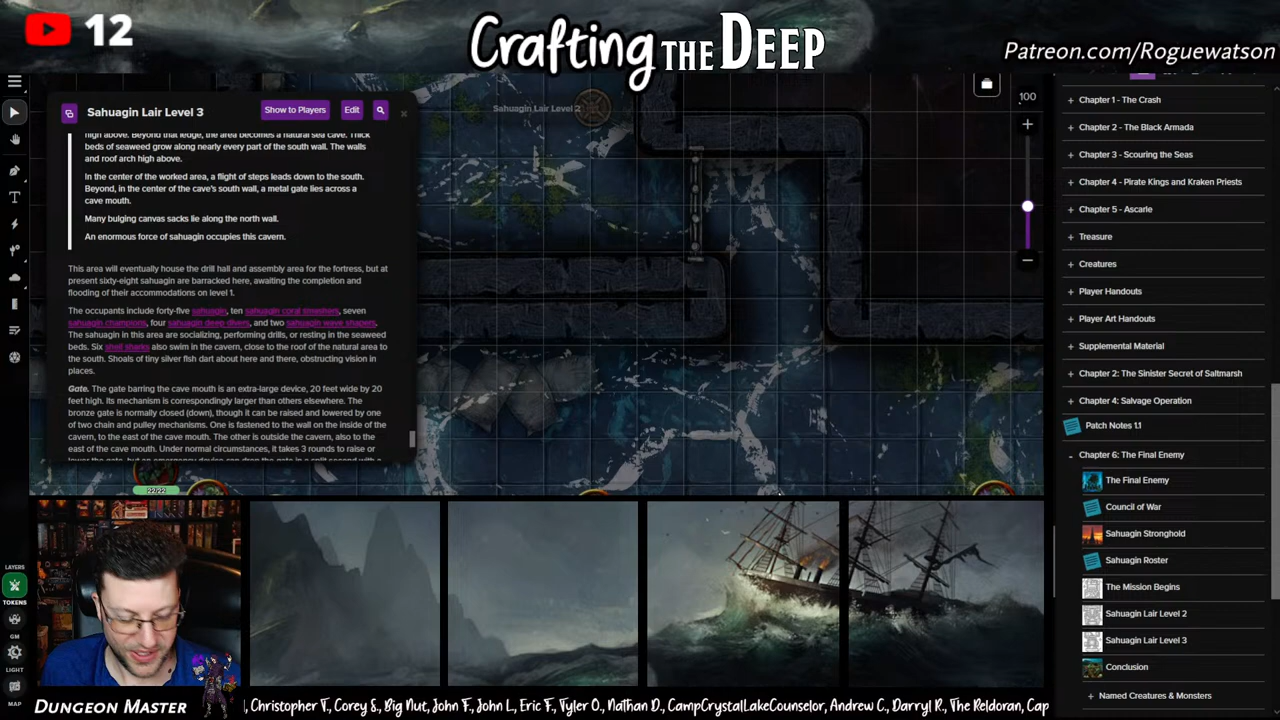 12
Crafting THE DEEP
Patreon.com/Roguewatson
Sahuagin Lair Level 3
Show to Players
Edit
high above. Beyond that ledge, the area becomes a natural sea cave. Thick
beds of seaweed grow along nearly every part of the south wall. The walls
and roof arch high above.
In the center of the worked area, a flight of steps leads down to the south.
Beyond, in the center of the cave's south wall, a metal gate lies across a
cave mouth.
Many bulging canvas sacks lie along the north wall.
An enormous force of sahuagin occupies this cavern.
This area will eventually house the drill hall and assembly area for the fortress, but at
present sixty-eight sahuagin are barracked here, awaiting the completion and
flooding of their accommodations on level 1.
The occupants include forty-five sahuagin, ten sahuagin coral smashers, seven
sahuagin champions, four sahuagin deep divers, and two sahuagin wave shapers.
The sahuagin in this area are socializing, performing drills, or resting in the seaweed
beds. Six shell sharks also swim in the cavern, close to the roof of the natural area to
the south. Shoals of tiny silver fish dart about here and there, obstructing vision in
places.
Gate. The gate barring the cave mouth is an extra-large device, 20 feet wide by 20
feet high. Its mechanism is correspondingly larger than others elsewhere. The
bronze gate is normally closed (down), though it can be raised and lowered by one
of two chain and pulley mechanisms. One is fastened to the wall on the inside of the
cavern, to the east of the cave mouth. The other is outside the cavern, also to the
east of the cave mouth. Under normal circumstances, it takes 3 rounds to raise or
lower the gate, but an emergency device can drop the gate in a split second with a
Sahuagin Lair Level 2
100
22/22
Chapter 1 - The Crash
Chapter 2 - The Black Armada
Chapter 3 - Scouring the Seas
Chapter 4 - Pirate Kings and Kraken Priests
Chapter 5 - Ascarle
Treasure
Creatures
Player Handouts
Player Art Handouts
Supplemental Material
Chapter 2: The Sinister Secret of Saltmarsh
Chapter 4: Salvage Operation
Patch Notes 1.1
Chapter 6: The Final Enemy
The Final Enemy
Council of War
Sahuagin Stronghold
Sahuagin Roster
The Mission Begins
Sahuagin Lair Level 2
Sahuagin Lair Level 3
Conclusion
Named Creatures & Monsters
LAYERS
TOKENS
GM
LIGHT
MAP
DUNGEON MASTER
, Christopher T, Corey S., Big Nut, John F, John L, Eric F, Tyler O., Nathan D., CampCrystalLakeCounselor, Andrew C., Darryl R., The Reldoran, Cap